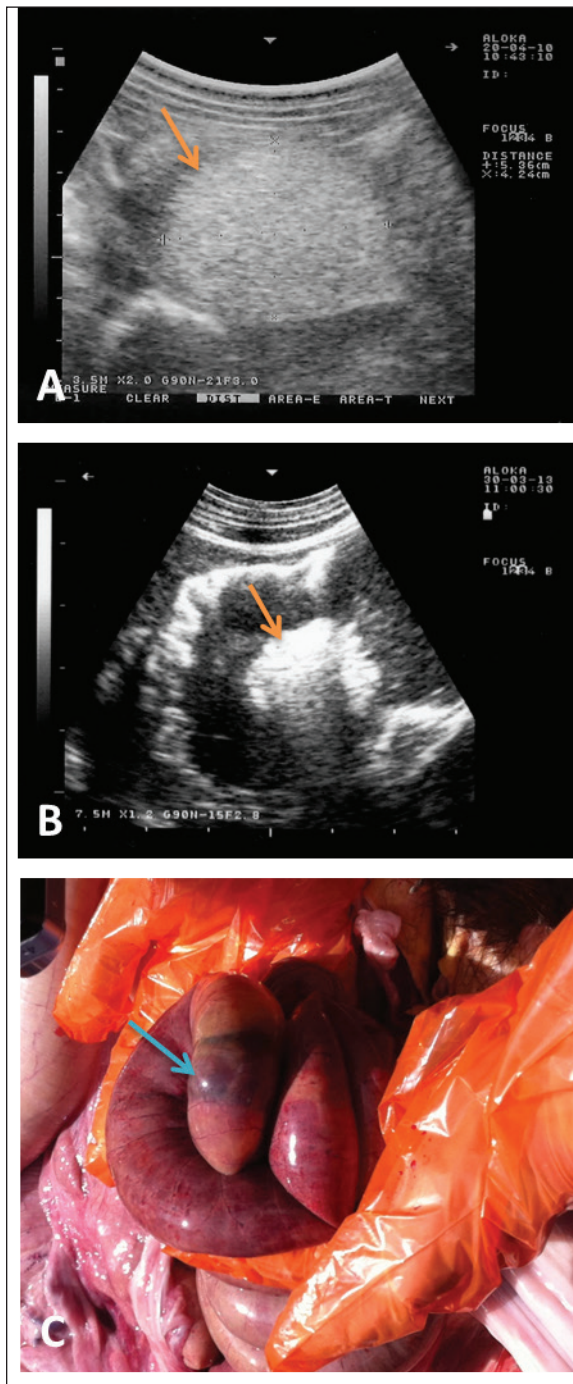 ALOKA
20-04-10
10:43:10
ID:
FOCUS
DISTANCE
+:5.36cm
X:4.24cm
A
3.5M X2.0 G90N-21F3.0
CLEAR DIST AREA-E AREA-T NEXT
ALOKA
30-03-13
11:00:30
ID:
FOCUS
B
7.5M X1.2 G90N-15F2.8
C